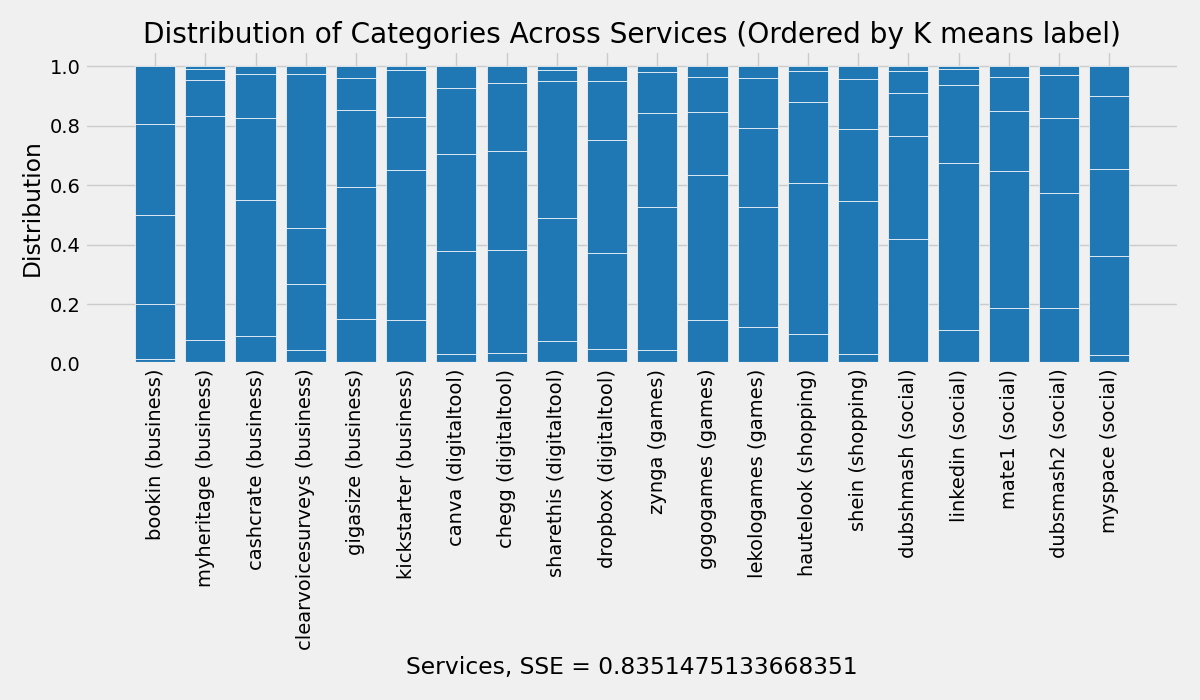 Distribution of Categories Across Services (Ordered by K means label)
Distribution
1.0
0.8
0.6
0.4
0.2
0.0
bookin (business)
myheritage (business)
cashcrate (business)
clearvoicesurveys (business)
gigasize (business)
kickstarter (business)
canva (digitaltool)
chegg (digitaltool)
sharethis (digitaltool)
dropbox (digitaltool)
zynga (games)
gogogames (games)
lekologames (games)
hautelook (shopping)
shein (shopping)
dubshmash (social)
linkedin (social)
mate1 (social)
dubsmash2 (social)
myspace (social)
Services, SSE = 0.8351475133668351